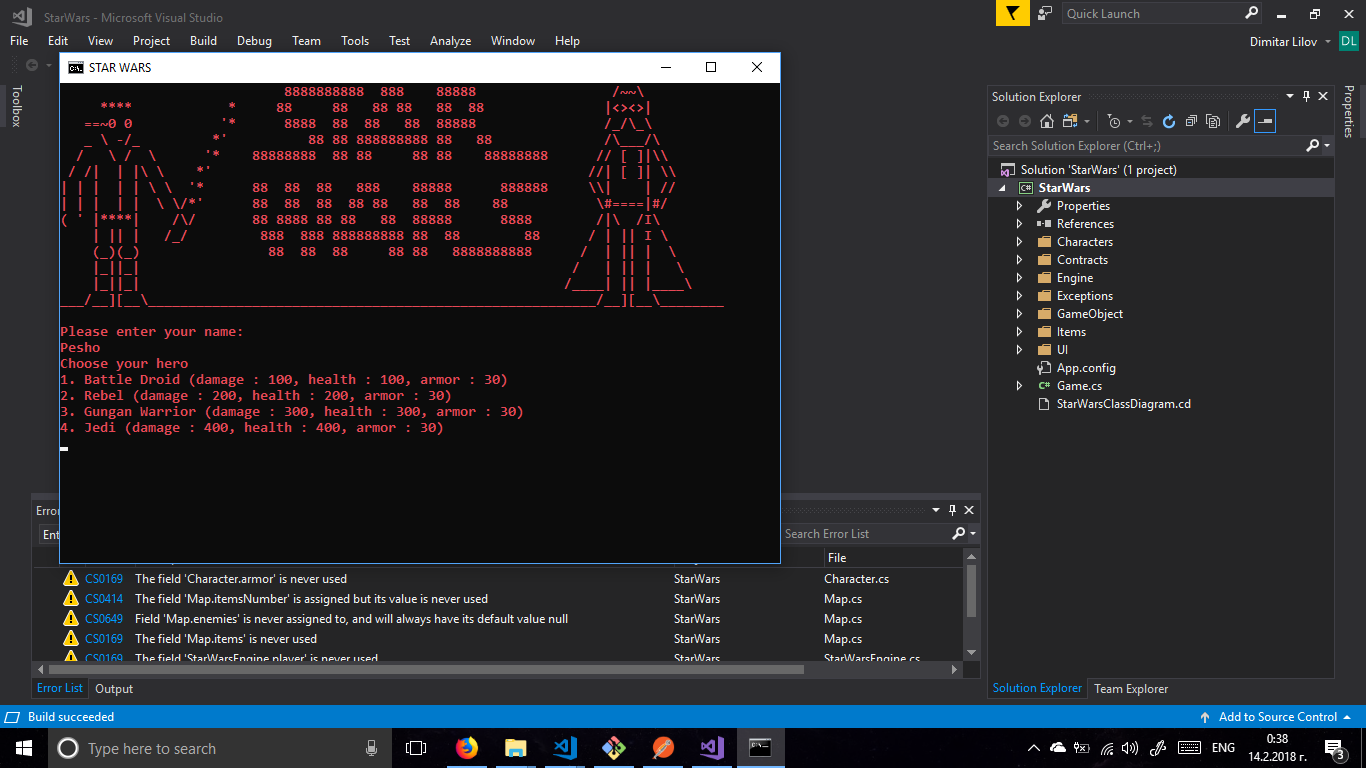 StarWars - Microsoft Visual Studio
Quick Launch
File Edit View Project Build Debug Team Tools Test Analyze Window Help
Dimitar Lilov DL
Toolbox
STAR WARS
Please enter your name:
Pesho
Choose your hero
1. Battle Droid (damage : 100, health : 100, armor : 30)
2. Rebel (damage : 200, health : 200, armor : 30)
3. Gungan Warrior (damage : 300, health : 300, armor : 30)
4. Jedi (damage : 400, health : 400, armor : 30)
Solution Explorer
Search Solution Explorer (Ctrl+;)
Solution 'StarWars' (1 project)
C# StarWars
Properties
References
Characters
Contracts
Engine
Exceptions
GameObject
Items
UI
App.config
C# Game.cs
StarWarsClassDiagram.cd
Solution Explorer Team Explorer
Properties
Search Error List
File
CS0169 The field 'Character.armor' is never used StarWars Character.cs
CS0414 The field 'Map.itemsNumber' is assigned but its value is never used StarWars Map.cs
CS0649 Field 'Map.enemies' is never assigned to, and will always have its default value null StarWars Map.cs
CS0169 The field 'Map.items' is never used StarWars Map.cs
CS0169 The field 'StarWarsEngine.player' is never used StarWars StarWarsEngine.cs
Error List Output
Build succeeded
Add to Source Control
Type here to search
ENG
0:38
14.2.2018 г.
3